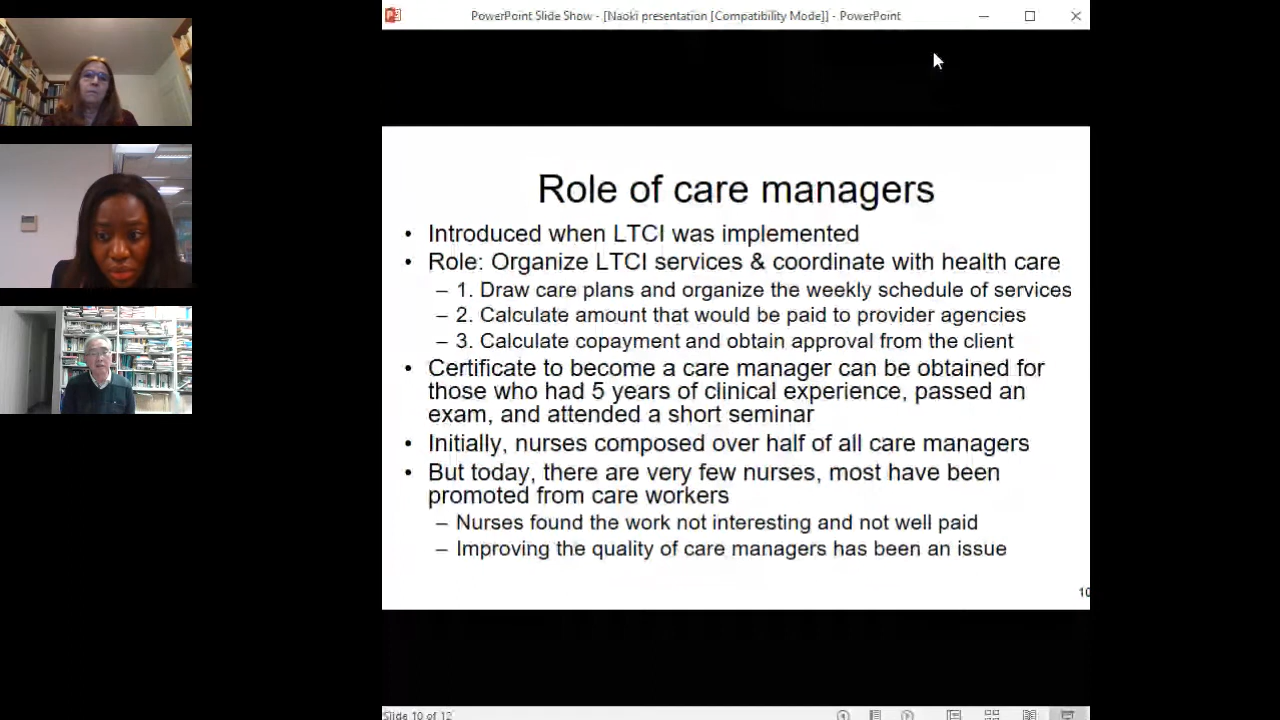 PowerPoint Slide Show - [Naoki presentation [Compatibility Mode]] - PowerPoint
Role of care managers
• Introduced when LTCI was implemented
• Role: Organize LTCI services & coordinate with health care
– 1. Draw care plans and organize the weekly schedule of services
– 2. Calculate amount that would be paid to provider agencies
– 3. Calculate copayment and obtain approval from the client
• Certificate to become a care manager can be obtained for
those who had 5 years of clinical experience, passed an
exam, and attended a short seminar
• Initially, nurses composed over half of all care managers
• But today, there are very few nurses, most have been
promoted from care workers
– Nurses found the work not interesting and not well paid
– Improving the quality of care managers has been an issue
10
Slide 10 of 12